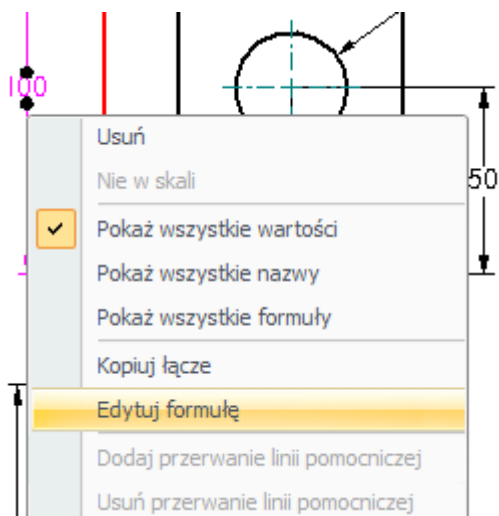 100
Usuń
Nie w skali
50
Pokaż wszystkie wartości
Pokaż wszystkie nazwy
Pokaż wszystkie formuły
Kopiuj łącze
Edytuj formułę
Dodaj przerwanie linii pomocniczej
Usuń przerwanie linii pomocniczej